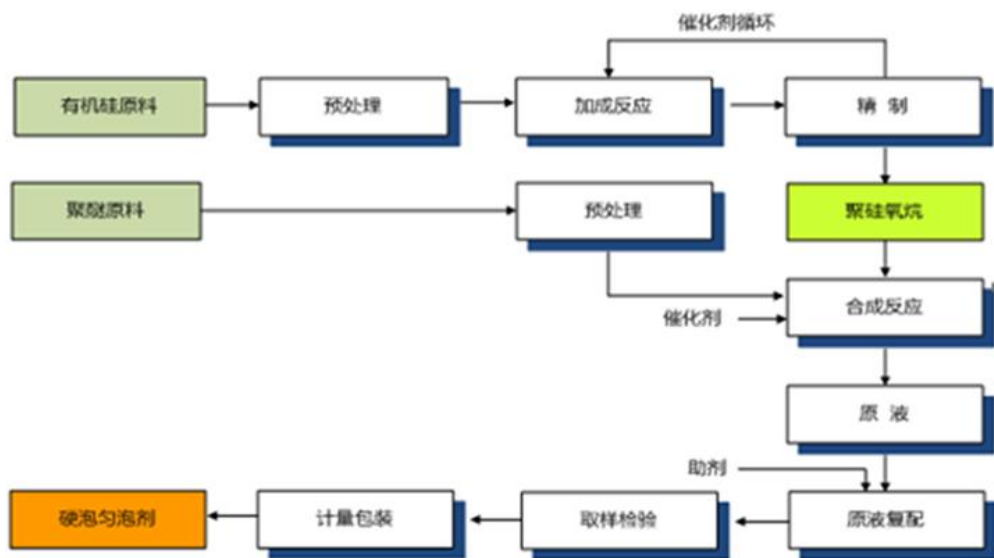 催化剂循环
有机硅原料
预处理
加成反应
精 制
聚醚原料
预处理
聚硅氧烷
催化剂
合成反应
原 液
助剂
硬泡匀泡剂
计量包装
取样检验
原液复配